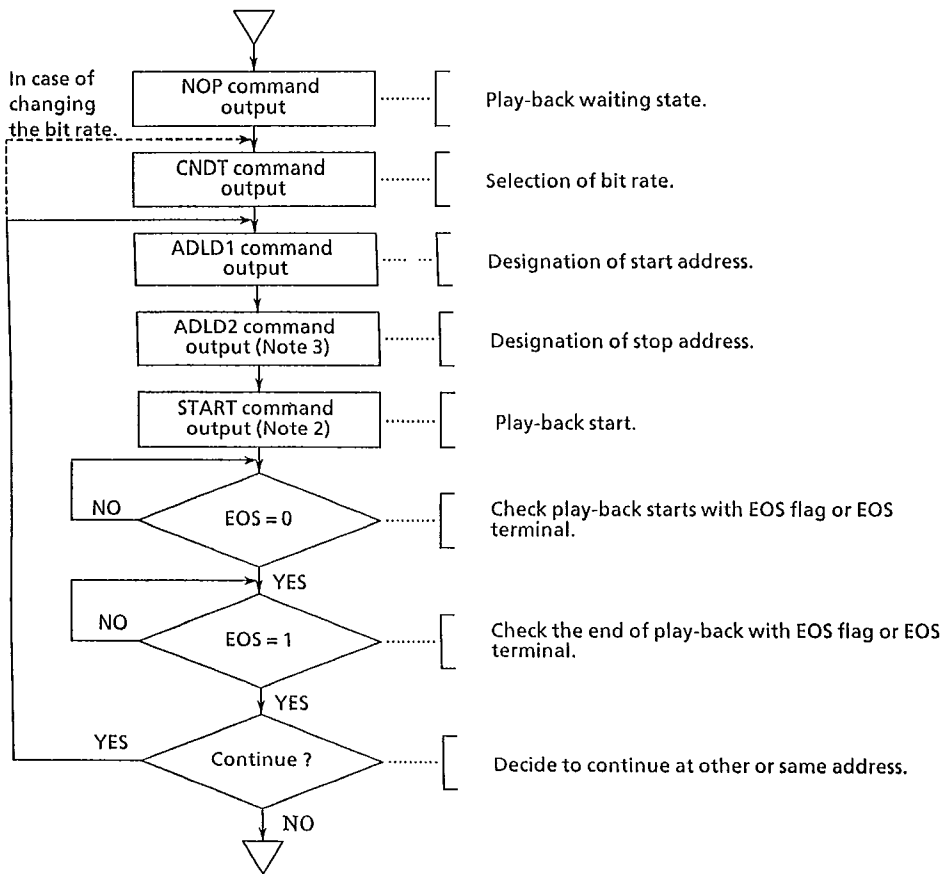 In case of
changing
the bit rate.
NOP command
output
Play-back waiting state.
CNDT command
output
Selection of bit rate.
ADLD1 command
output
Designation of start address.
ADLD2 command
output (Note 3)
Designation of stop address.
START command
output (Note 2)
Play-back start.
NO
EOS = 0
Check play-back starts with EOS flag or EOS
terminal.
YES
NO
EOS = 1
Check the end of play-back with EOS flag or EOS
terminal.
YES
YES
Continue ?
Decide to continue at other or same address.
NO